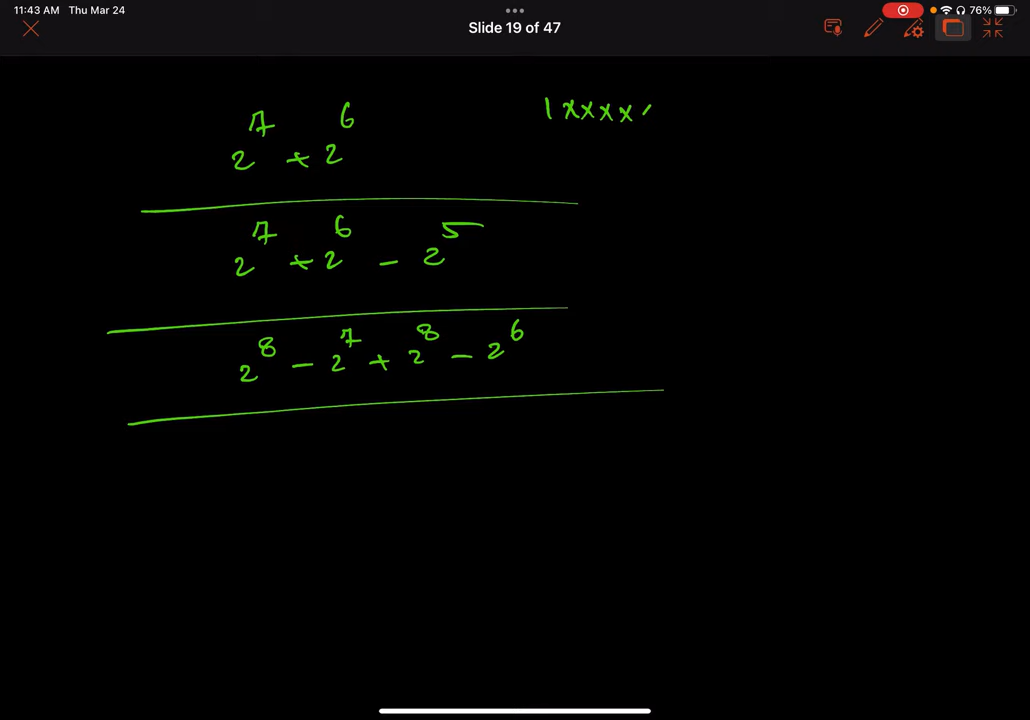 11:43 AM Thu Mar 24
76%
Slide 19 of 47
1 x x x x
2^7 + 2^6
2^7 + 2^6 - 2^5
2^8 - 2^7 + 2^8 - 2^6